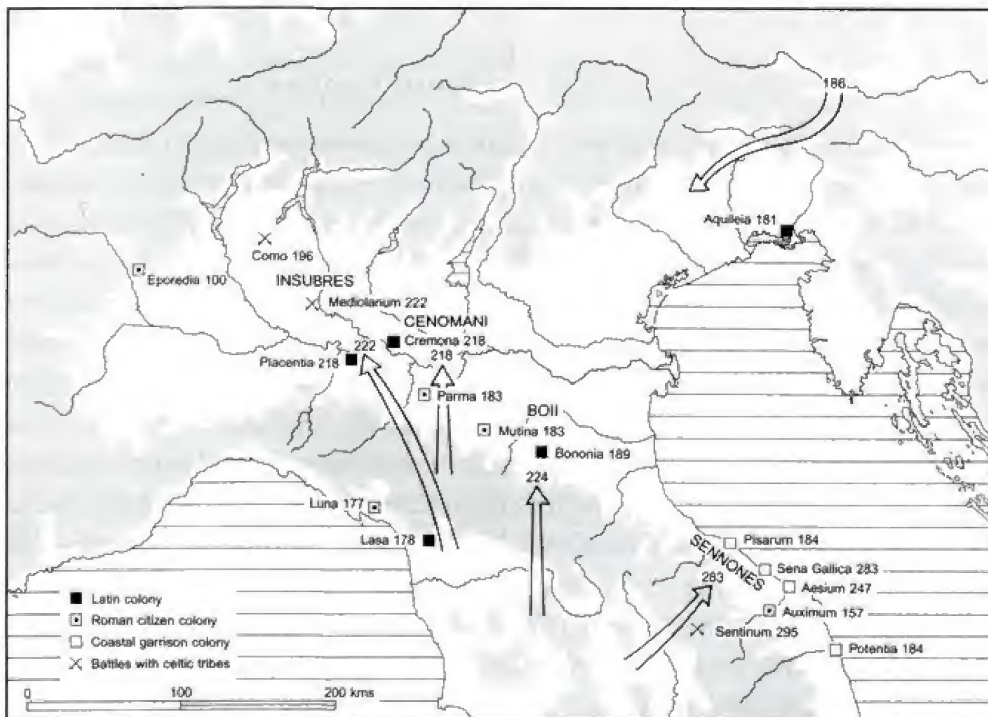 186
Aquileia 181
Como 196
Eporedia 100
INSUBRES
Mediolanum 222
CENOMANI
Cremona 218
222
218
Placentia 218
Parma 183
BOII
Mutina 183
Bononia 189
224
Luna 177
Lasa 178
Pisarum 184
SENNONES
Sena Gallica 283
283
Aesium 247
Auximum 157
Sentinum 295
Potentia 184
Latin colony
Roman citizen colony
Coastal garrison colony
Battles with celtic tribes
0 100 200 kms